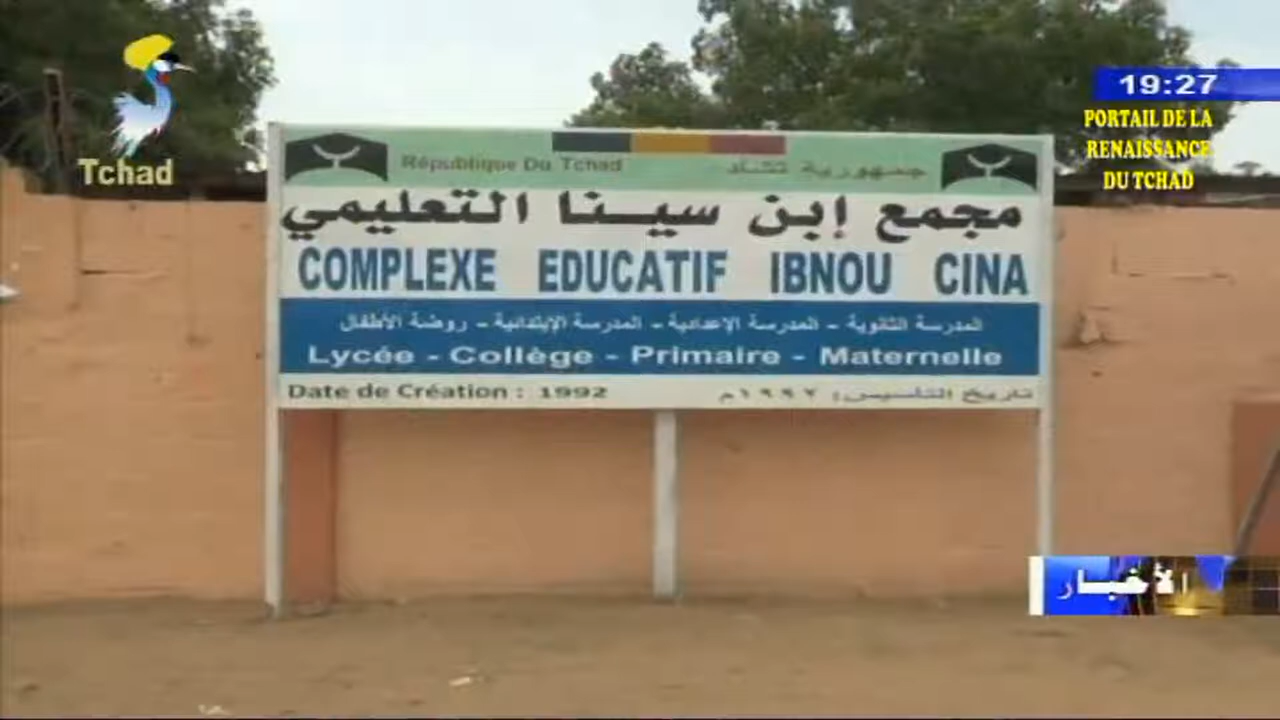 19:27
PORTAIL DE LA
RENAISSANCE
DU TCHAD
Tchad
République Du Tchad جمهورية تشاد
مجمع إبن سينا التعليمي
COMPLEXE EDUCATIF IBNOU CINA
المدرسة الثانوية - المدرسة الإعدادية - المدرسة الإبتدائية - روضة الأطفال
Lycée - Collège - Primaire - Maternelle
Date de Création : 1992 تاريخ التأسيس: ١٩٩٢م
الأخبار